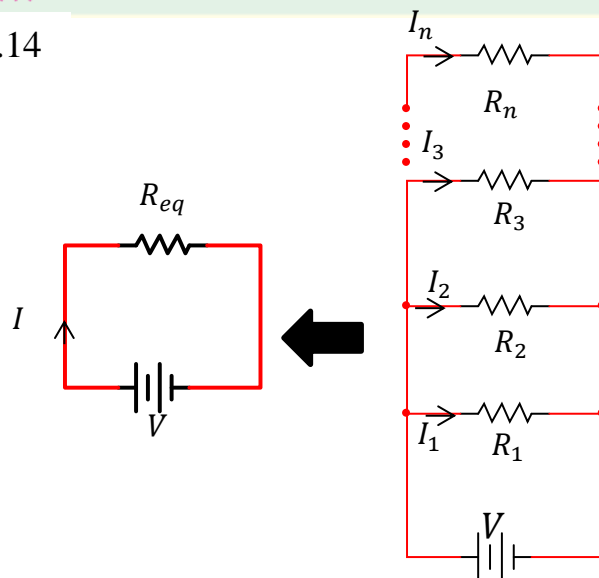 .14
I_n
R_n
I_3
R_3
R_eq
I_2
I
R_2
V
I_1
R_1
V